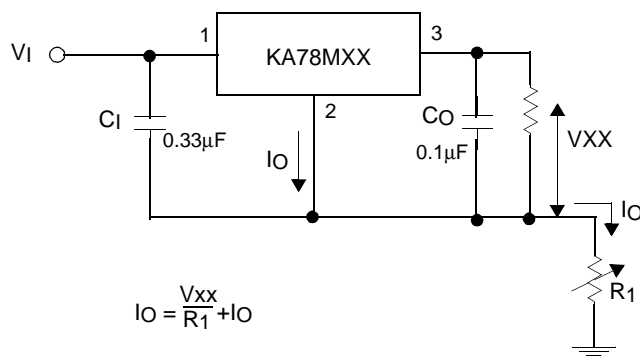 VI
1
KA78MXX
3
2
CI
0.33μF
IO
CO
0.1μF
VXX
IO
R1
IO = Vxx/R1 +IO